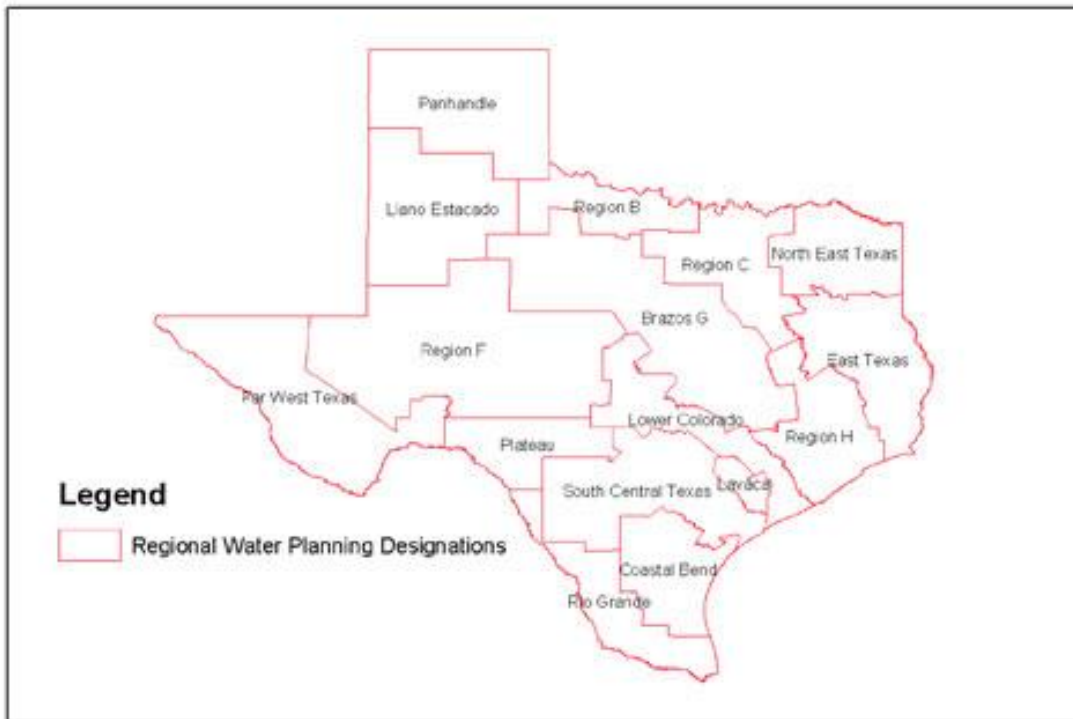 Panhandle
Llano Estacado
Region B
North East Texas
Region C
Brazos G
Region F
East Texas
Far West Texas
Lower Colorado
Region H
Plateau
Lavaca
South Central Texas
Legend
Regional Water Planning Designations
Coastal Bend
Rio Grande